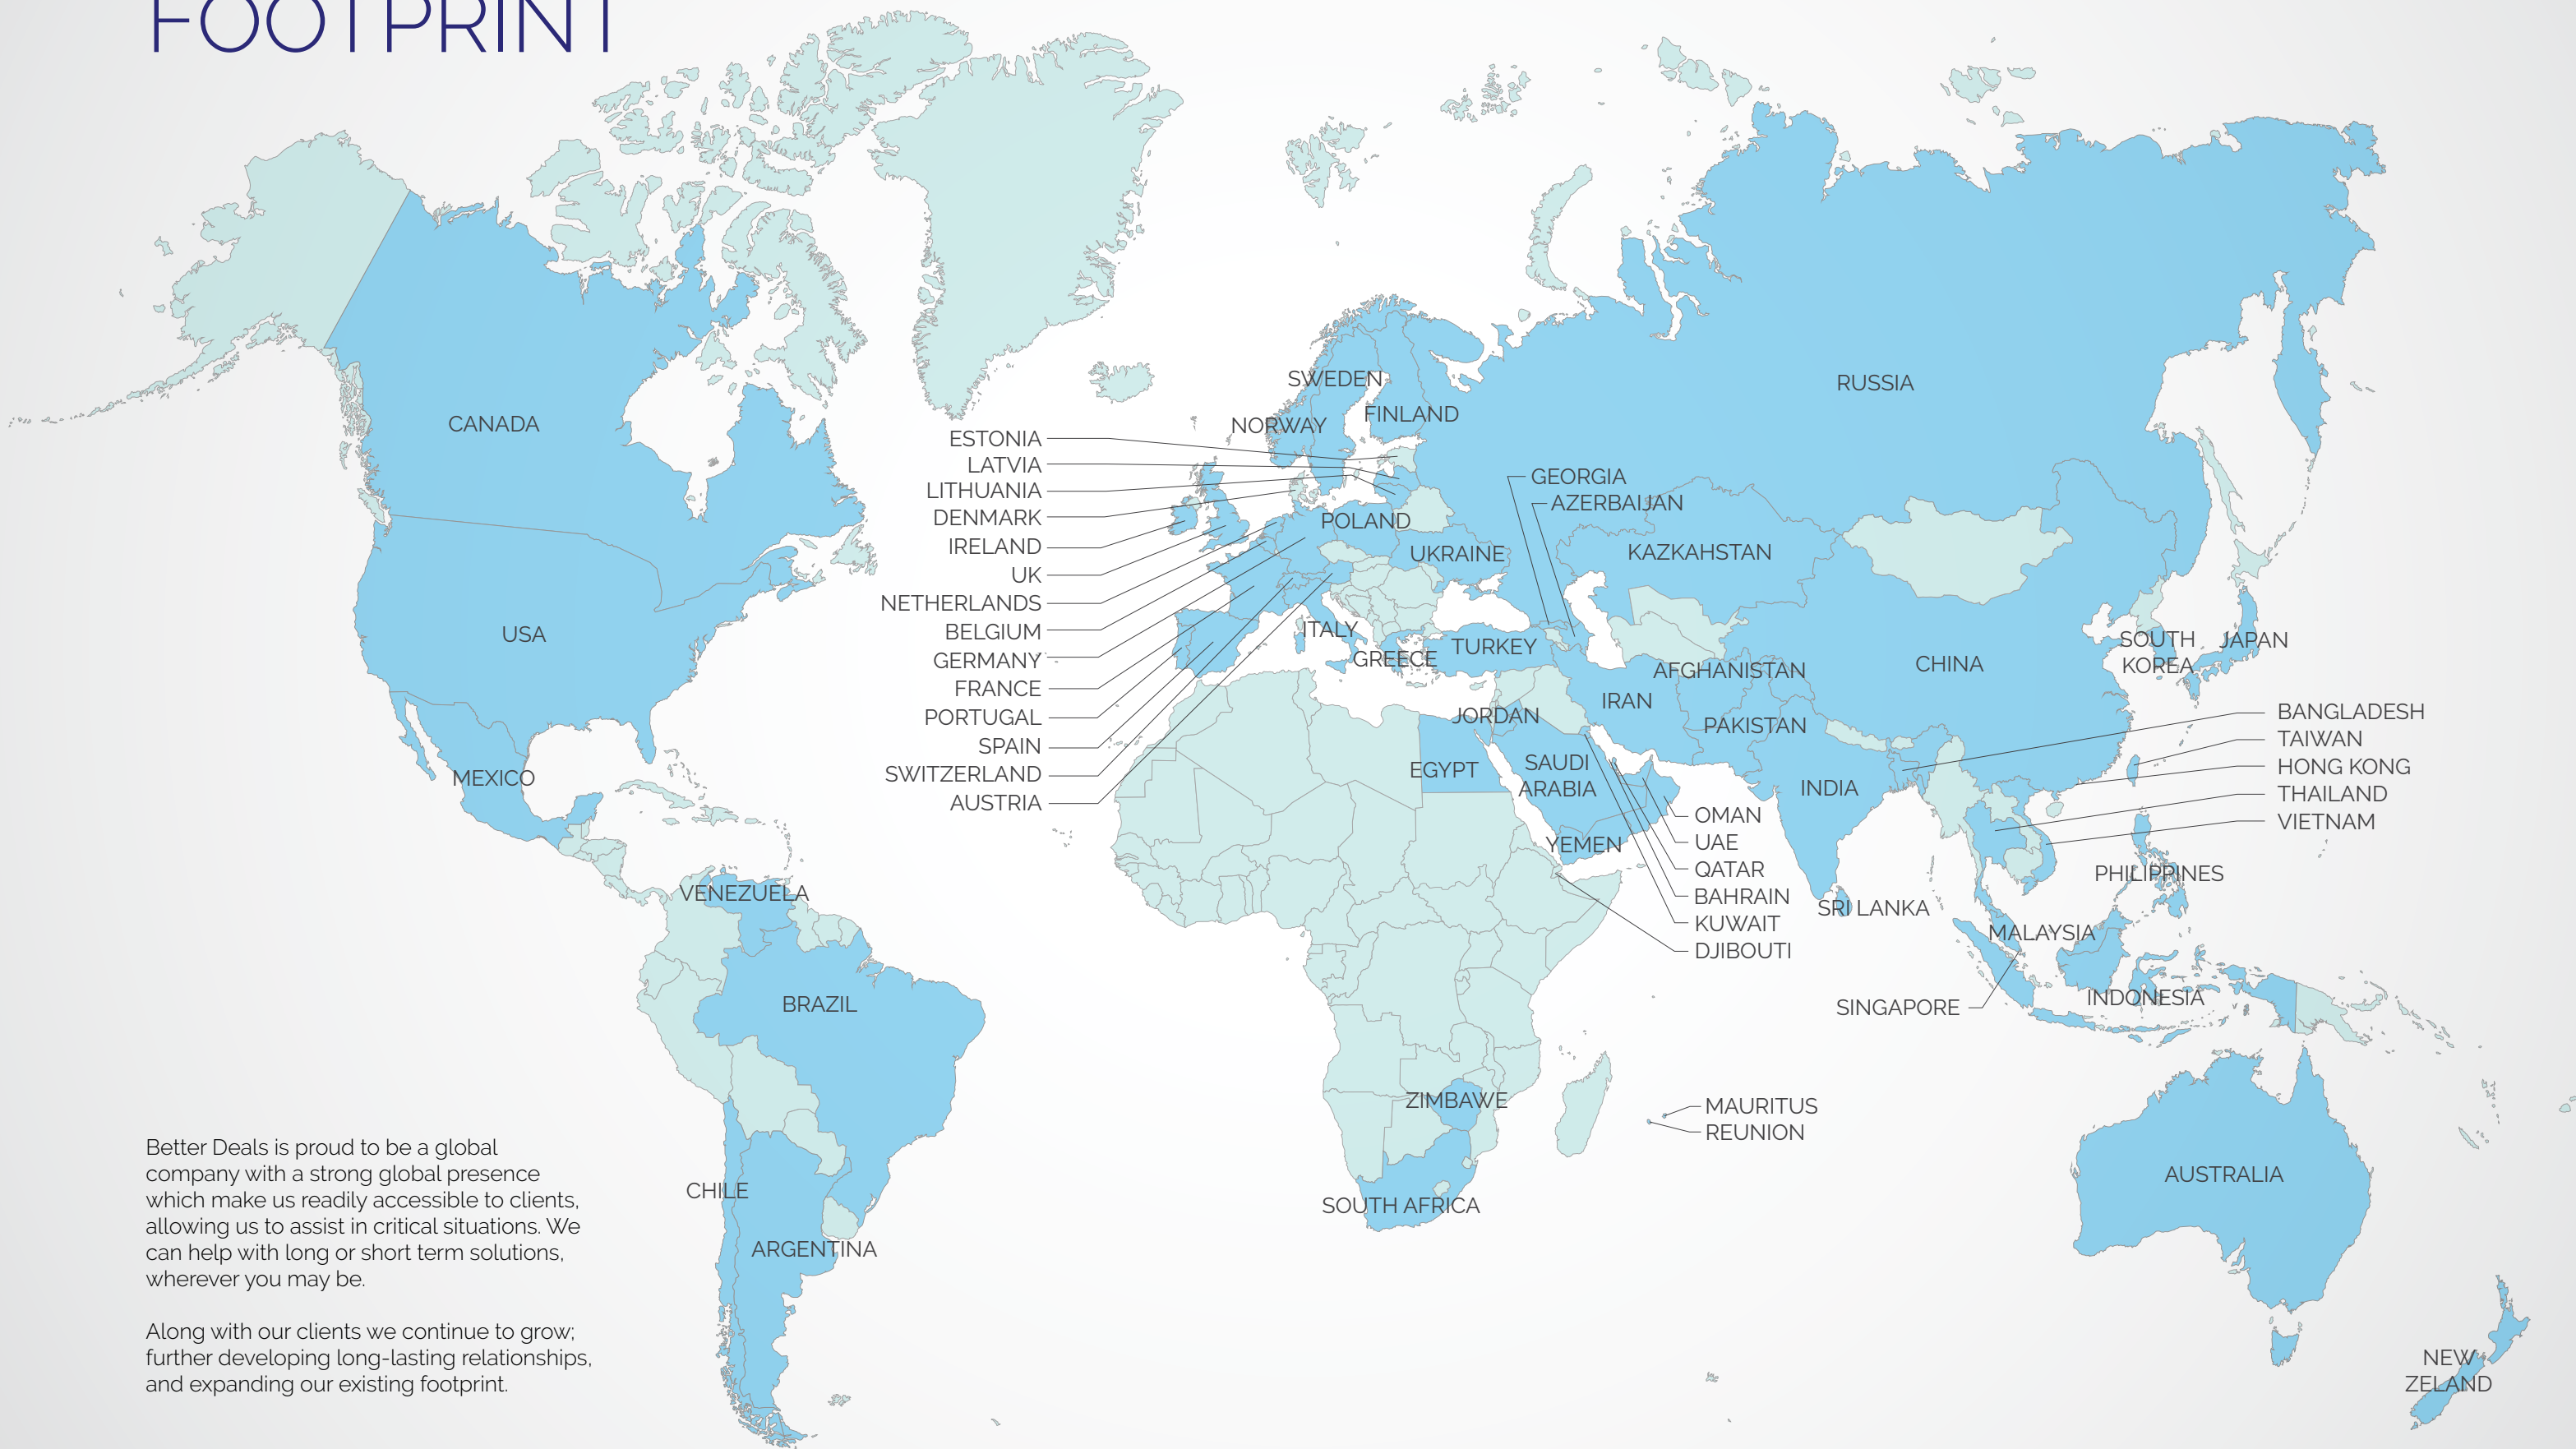 FOOTPRINT
CANADA
USA
MEXICO
VENEZUELA
BRAZIL
CHILE
ARGENTINA
SWEDEN
NORWAY
FINLAND
ESTONIA
LATVIA
LITHUANIA
DENMARK
IRELAND
UK
NETHERLANDS
BELGIUM
GERMANY
FRANCE
PORTUGAL
SPAIN
SWITZERLAND
AUSTRIA
POLAND
UKRAINE
ITALY
GREECE
TURKEY
GEORGIA
AZERBAIJAN
RUSSIA
KAZKAHSTAN
AFGHANISTAN
IRAN
PAKISTAN
JORDAN
EGYPT
SAUDI
ARABIA
YEMEN
OMAN
UAE
QATAR
BAHRAIN
KUWAIT
DJIBOUTI
INDIA
SRI LANKA
CHINA
SOUTH
KOREA
JAPAN
BANGLADESH
TAIWAN
HONG KONG
THAILAND
VIETNAM
PHILIPPINES
MALAYSIA
SINGAPORE
INDONESIA
ZIMBAWE
SOUTH AFRICA
MAURITUS
REUNION
AUSTRALIA
NEW
ZELAND
Better Deals is proud to be a global
company with a strong global presence
which make us readily accessible to clients,
allowing us to assist in critical situations. We
can help with long or short term solutions,
wherever you may be.
Along with our clients we continue to grow;
further developing long-lasting relationships,
and expanding our existing footprint.